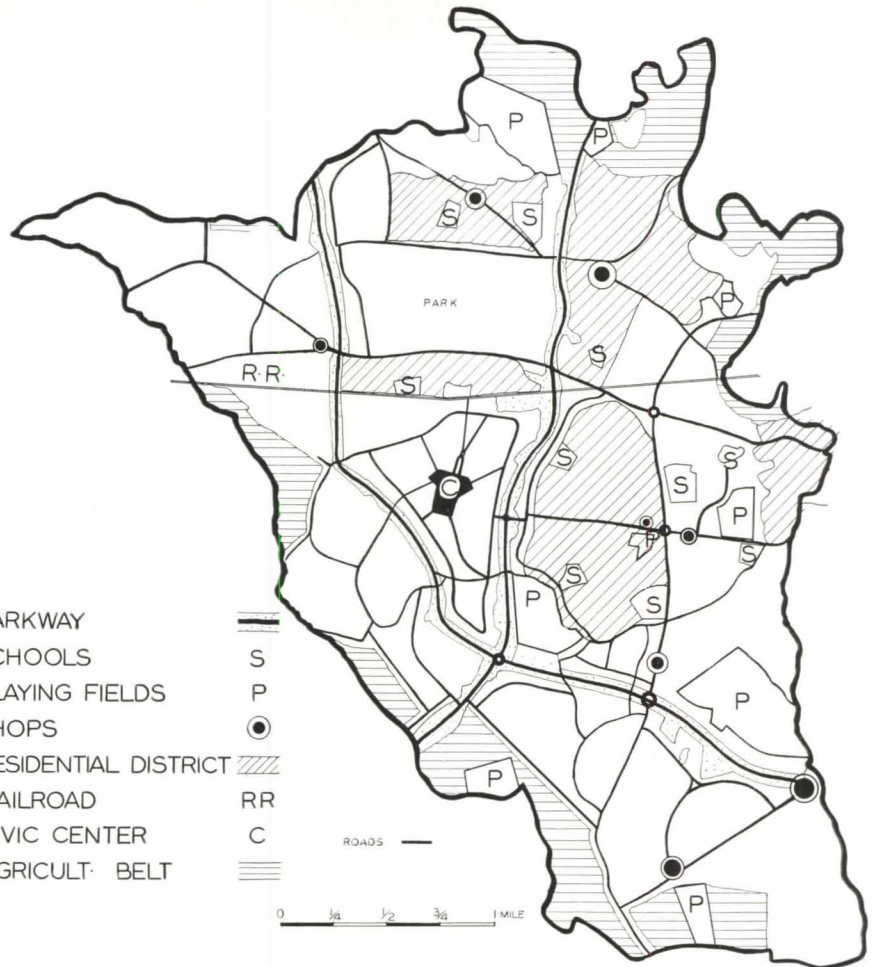 P
P
S
S
PARK
P
S
R·R·
S
S
S
S
C
P
P
S
S
S
P
P
P
P
ARKWAY
CHOOLS S
LAYING FIELDS P
HOPS
ESIDENTIAL DISTRICT
AILROAD RR
VIC CENTER C
GRICULT· BELT
ROADS
0 1/4 1/2 3/4 1 MILE